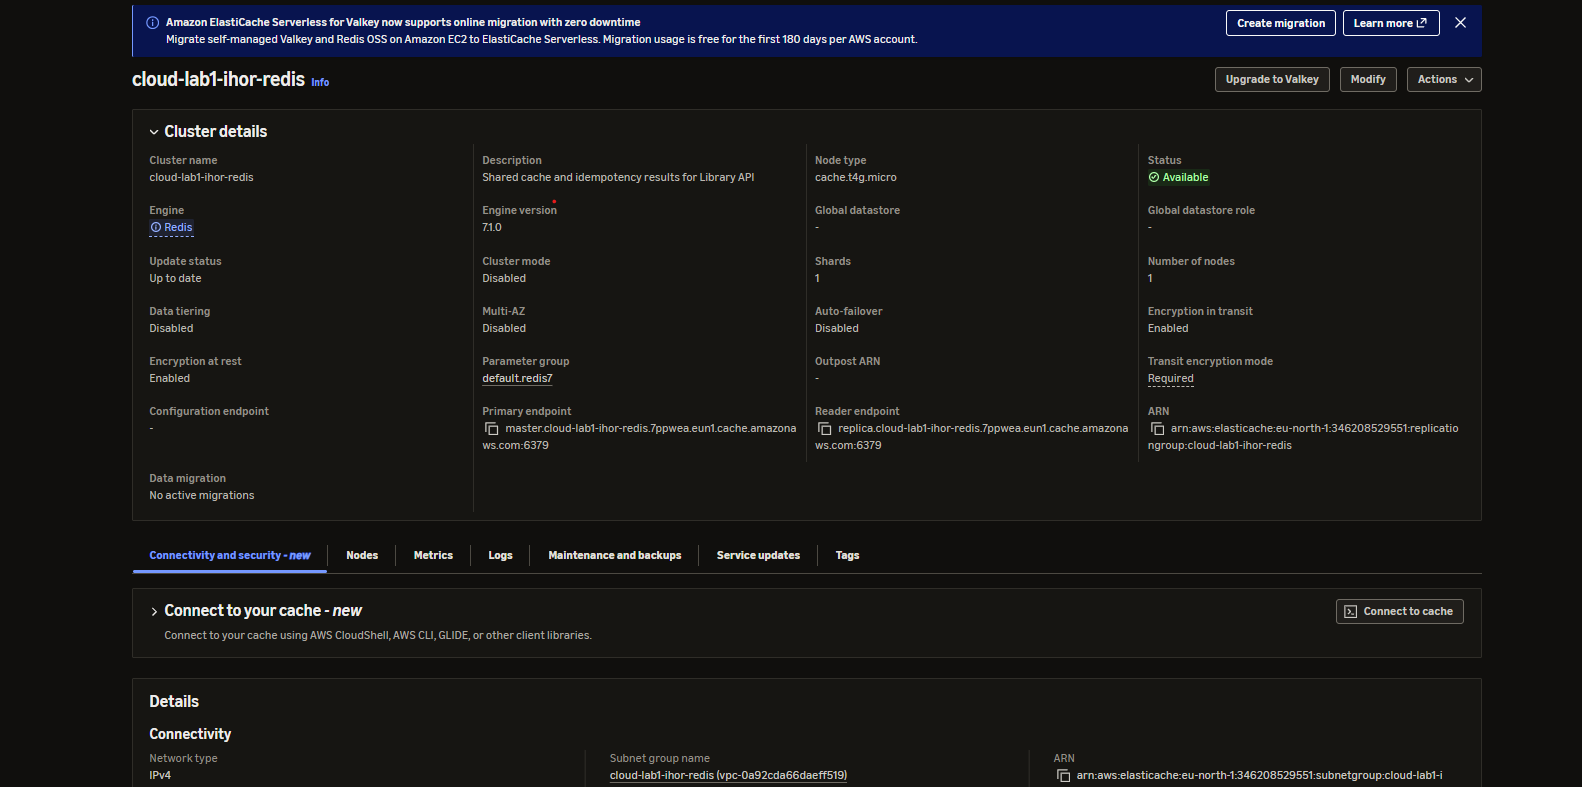 Amazon ElastiCache Serverless for Valkey now supports online migration with zero downtime
Migrate self-managed Valkey and Redis OSS on Amazon EC2 to ElastiCache Serverless. Migration usage is free for the first 180 days per AWS account.
Create migration
Learn more
cloud-lab1-ihor-redis Info
Upgrade to Valkey
Modify
Actions
Cluster details
Cluster name
cloud-lab1-ihor-redis
Description
Shared cache and idempotency results for Library API
Node type
cache.t4g.micro
Status
Available
Engine
Redis
Engine version
7.1.0
Global datastore
-
Global datastore role
-
Update status
Up to date
Cluster mode
Disabled
Shards
1
Number of nodes
1
Data tiering
Disabled
Multi-AZ
Disabled
Auto-failover
Disabled
Encryption in transit
Enabled
Encryption at rest
Enabled
Parameter group
default.redis7
Outpost ARN
-
Transit encryption mode
Required
Configuration endpoint
-
Primary endpoint
master.cloud-lab1-ihor-redis.7ppwea.eun1.cache.amazona
ws.com:6379
Reader endpoint
replica.cloud-lab1-ihor-redis.7ppwea.eun1.cache.amazona
ws.com:6379
ARN
arn:aws:elasticache:eu-north-1:346208529551:replicatio
ngroup:cloud-lab1-ihor-redis
Data migration
No active migrations
Connectivity and security - new
Nodes
Metrics
Logs
Maintenance and backups
Service updates
Tags
Connect to your cache - new
Connect to your cache using AWS CloudShell, AWS CLI, GLIDE, or other client libraries.
Connect to cache
Details
Connectivity
Network type
IPv4
Subnet group name
cloud-lab1-ihor-redis (vpc-0a92cda66daeff519)
ARN
arn:aws:elasticache:eu-north-1:346208529551:subnetgroup:cloud-lab1-i